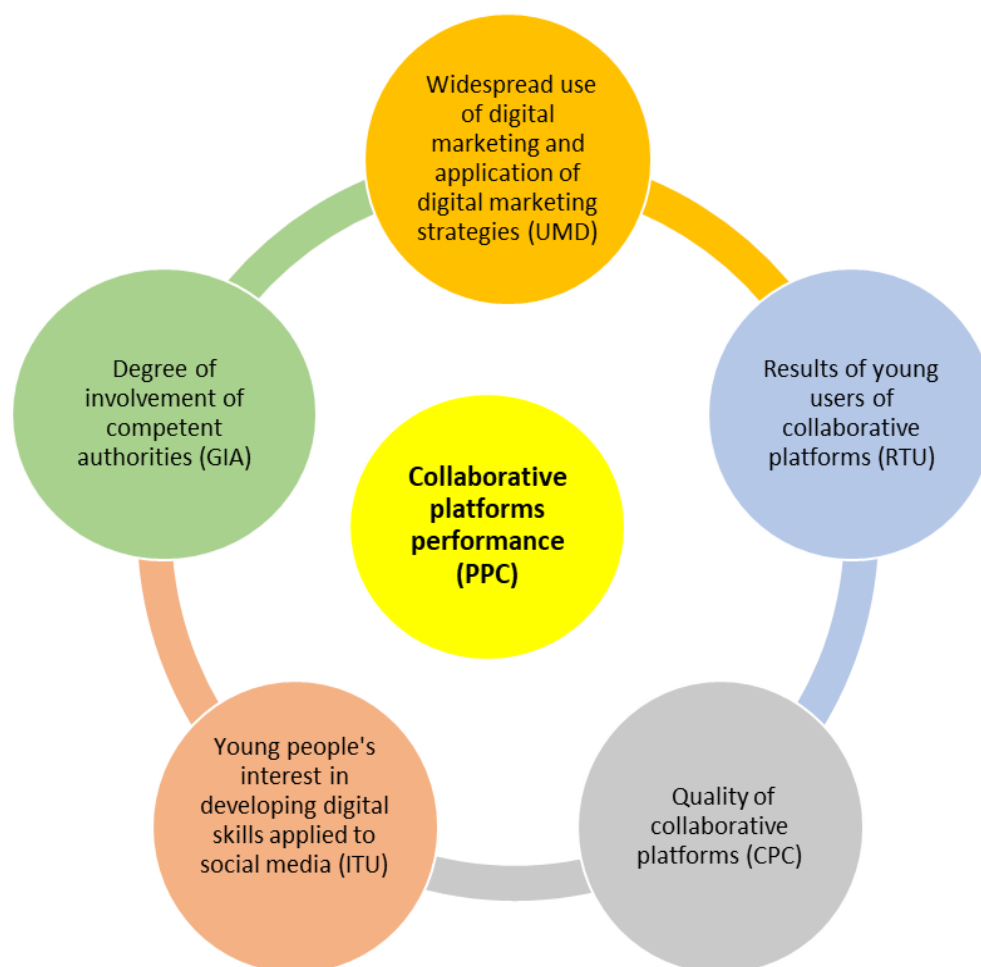 Widespread use
of digital
marketing and
application of
digital marketing
strategies (UMD)
Degree of
involvement of
competent
authorities (GIA)
Results of young
users of
collaborative
platforms (RTU)
Collaborative
platforms
performance
(PPC)
Young people's
interest in
developing digital
skills applied to
social media (ITU)
Quality of
collaborative
platforms (CPC)